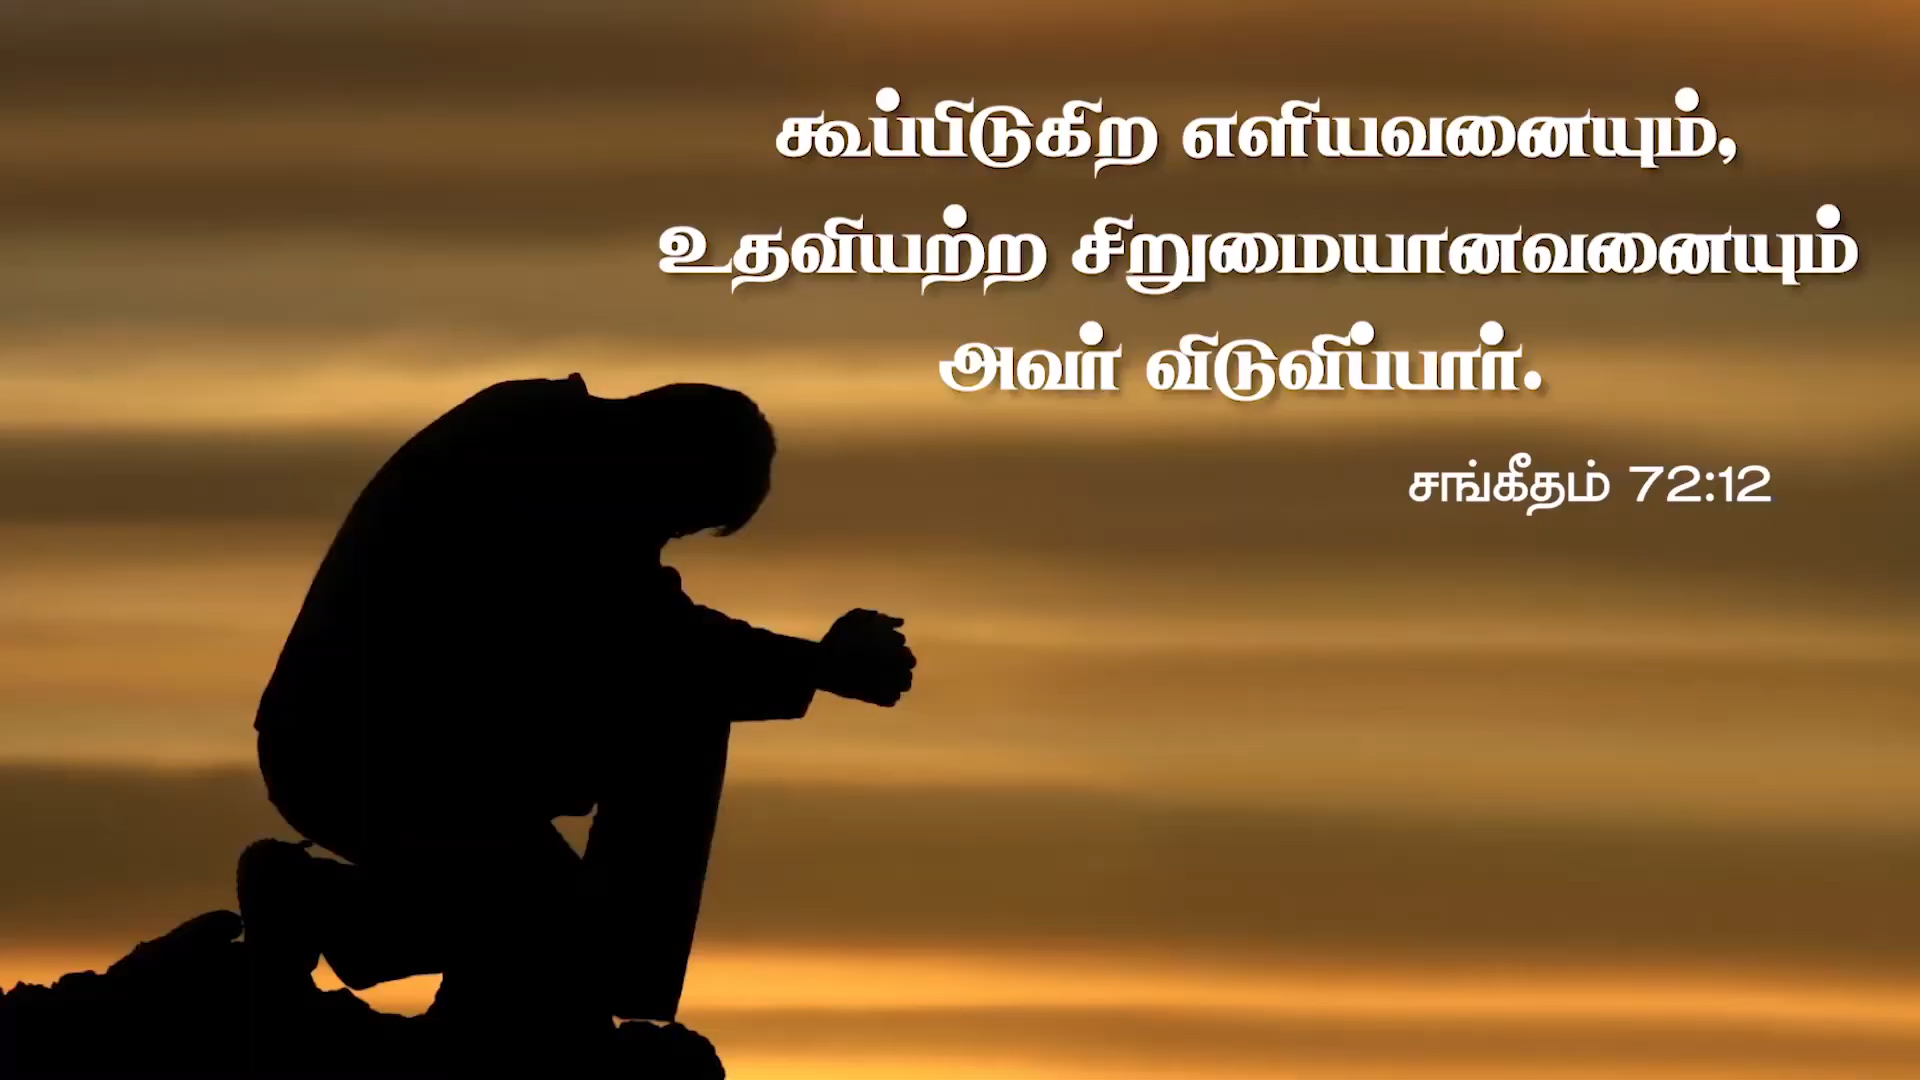 கூப்பிடுகிற எளியவனையும்,
உதவியற்ற சிறுமையானவனையும்
அவர் விடுவிப்பார்.
சங்கீதம் 72:12